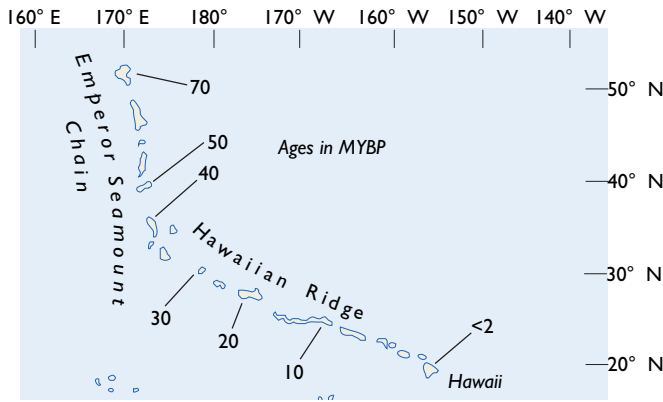 160° E 170° E 180° 170° W 160° W 150° W 140° W
Emperor Seamount
Chain
70
50° N
50
Ages in MYBP
40
40° N
Hawaiian Ridge
30° N
30
20
10
<2
20° N
Hawaii